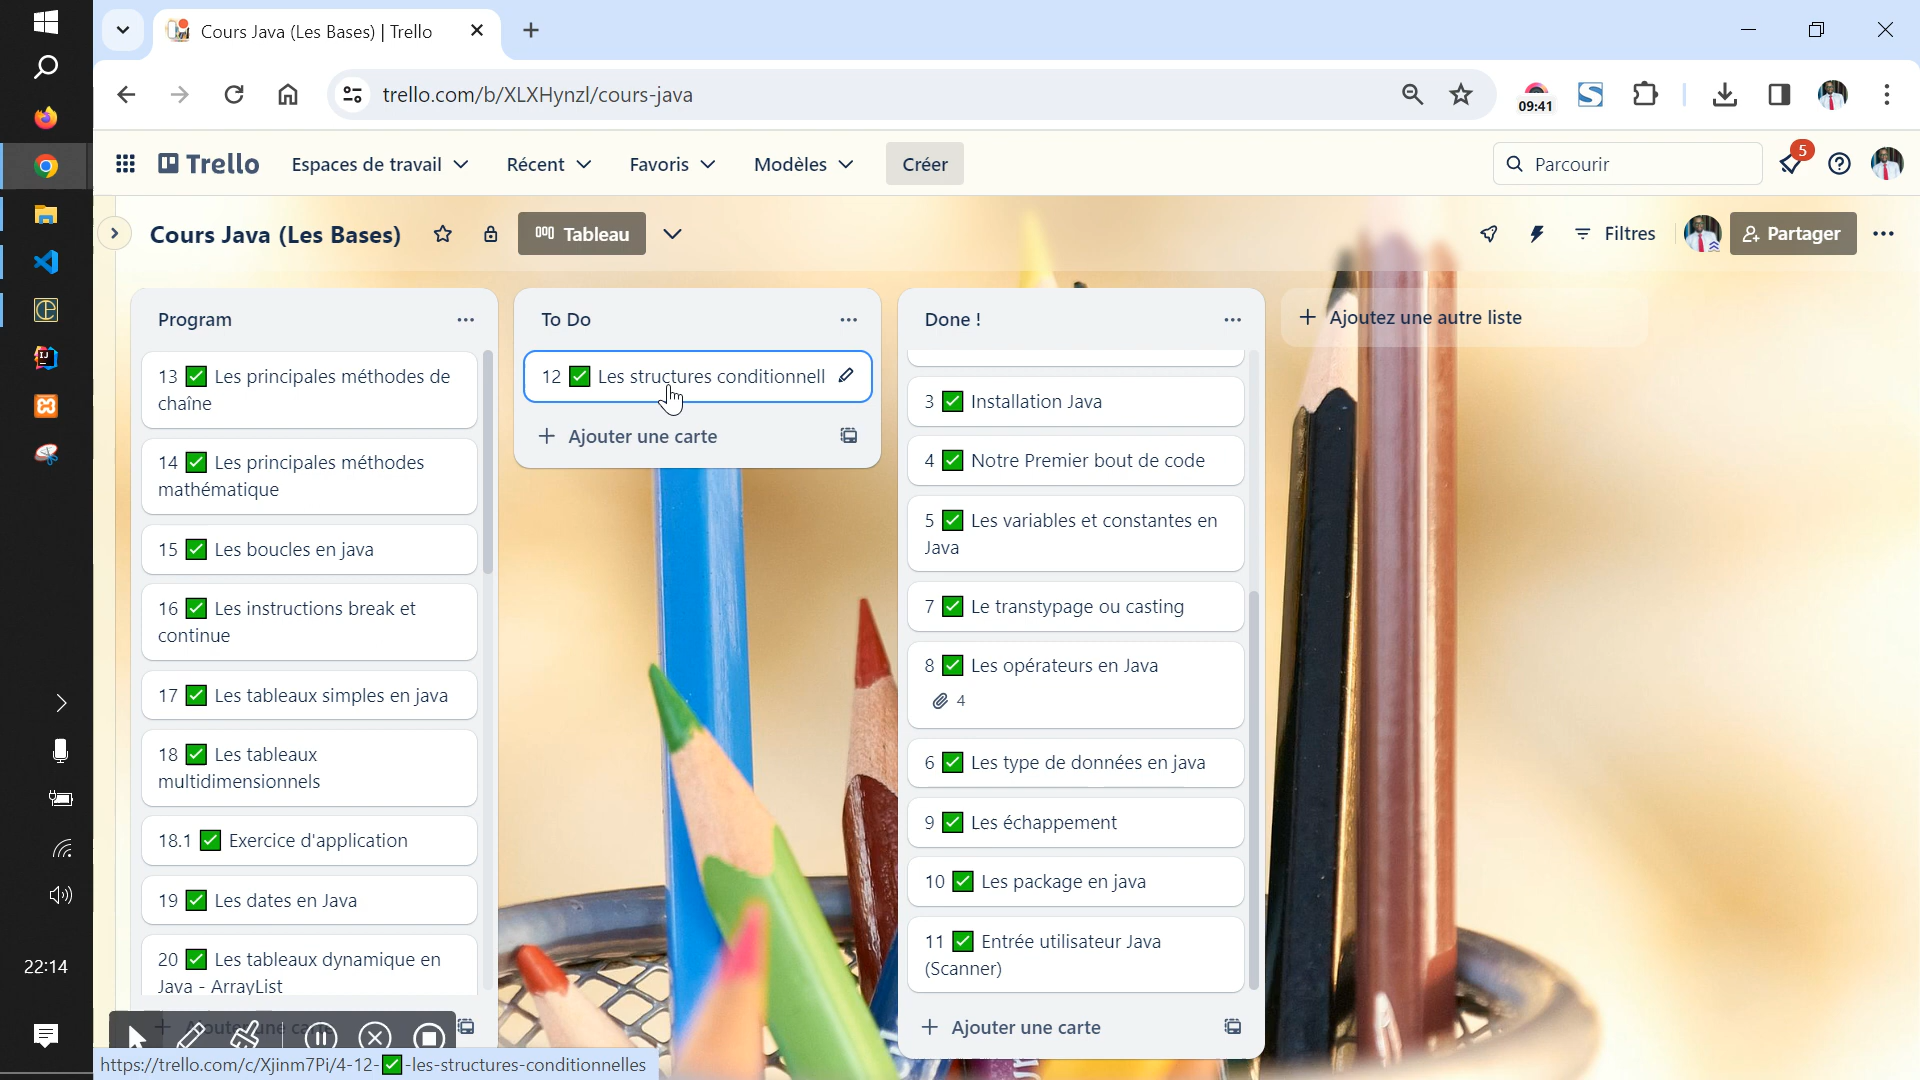 Cours Java (Les Bases) | Trello
trello.com/b/XLXHynzl/cours-java
09:41
Trello
Espaces de travail
Récent
Favoris
Modèles
Créer
Parcourir
5
Cours Java (Les Bases)
Tableau
Filtres
Partager
Program
13 ✅ Les principales méthodes de
chaîne
14 ✅ Les principales méthodes
mathématique
15 ✅ Les boucles en java
16 ✅ Les instructions break et
continue
17 ✅ Les tableaux simples en java
18 ✅ Les tableaux
multidimensionnels
18.1 ✅ Exercice d'application
19 ✅ Les dates en Java
20 ✅ Les tableaux dynamique en
Java - ArrayList
To Do
12 ✅ Les structures conditionnell
Ajouter une carte
Done !
3 ✅ Installation Java
4 ✅ Notre Premier bout de code
5 ✅ Les variables et constantes en
Java
7 ✅ Le transtypage ou casting
8 ✅ Les opérateurs en Java
4
6 ✅ Les type de données en java
9 ✅ Les échappement
10 ✅ Les package en java
11 ✅ Entrée utilisateur Java
(Scanner)
Ajouter une carte
Ajoutez une autre liste
22:14
https://trello.com/c/Xjinm7Pi/4-12-✅-les-structures-conditionnelles